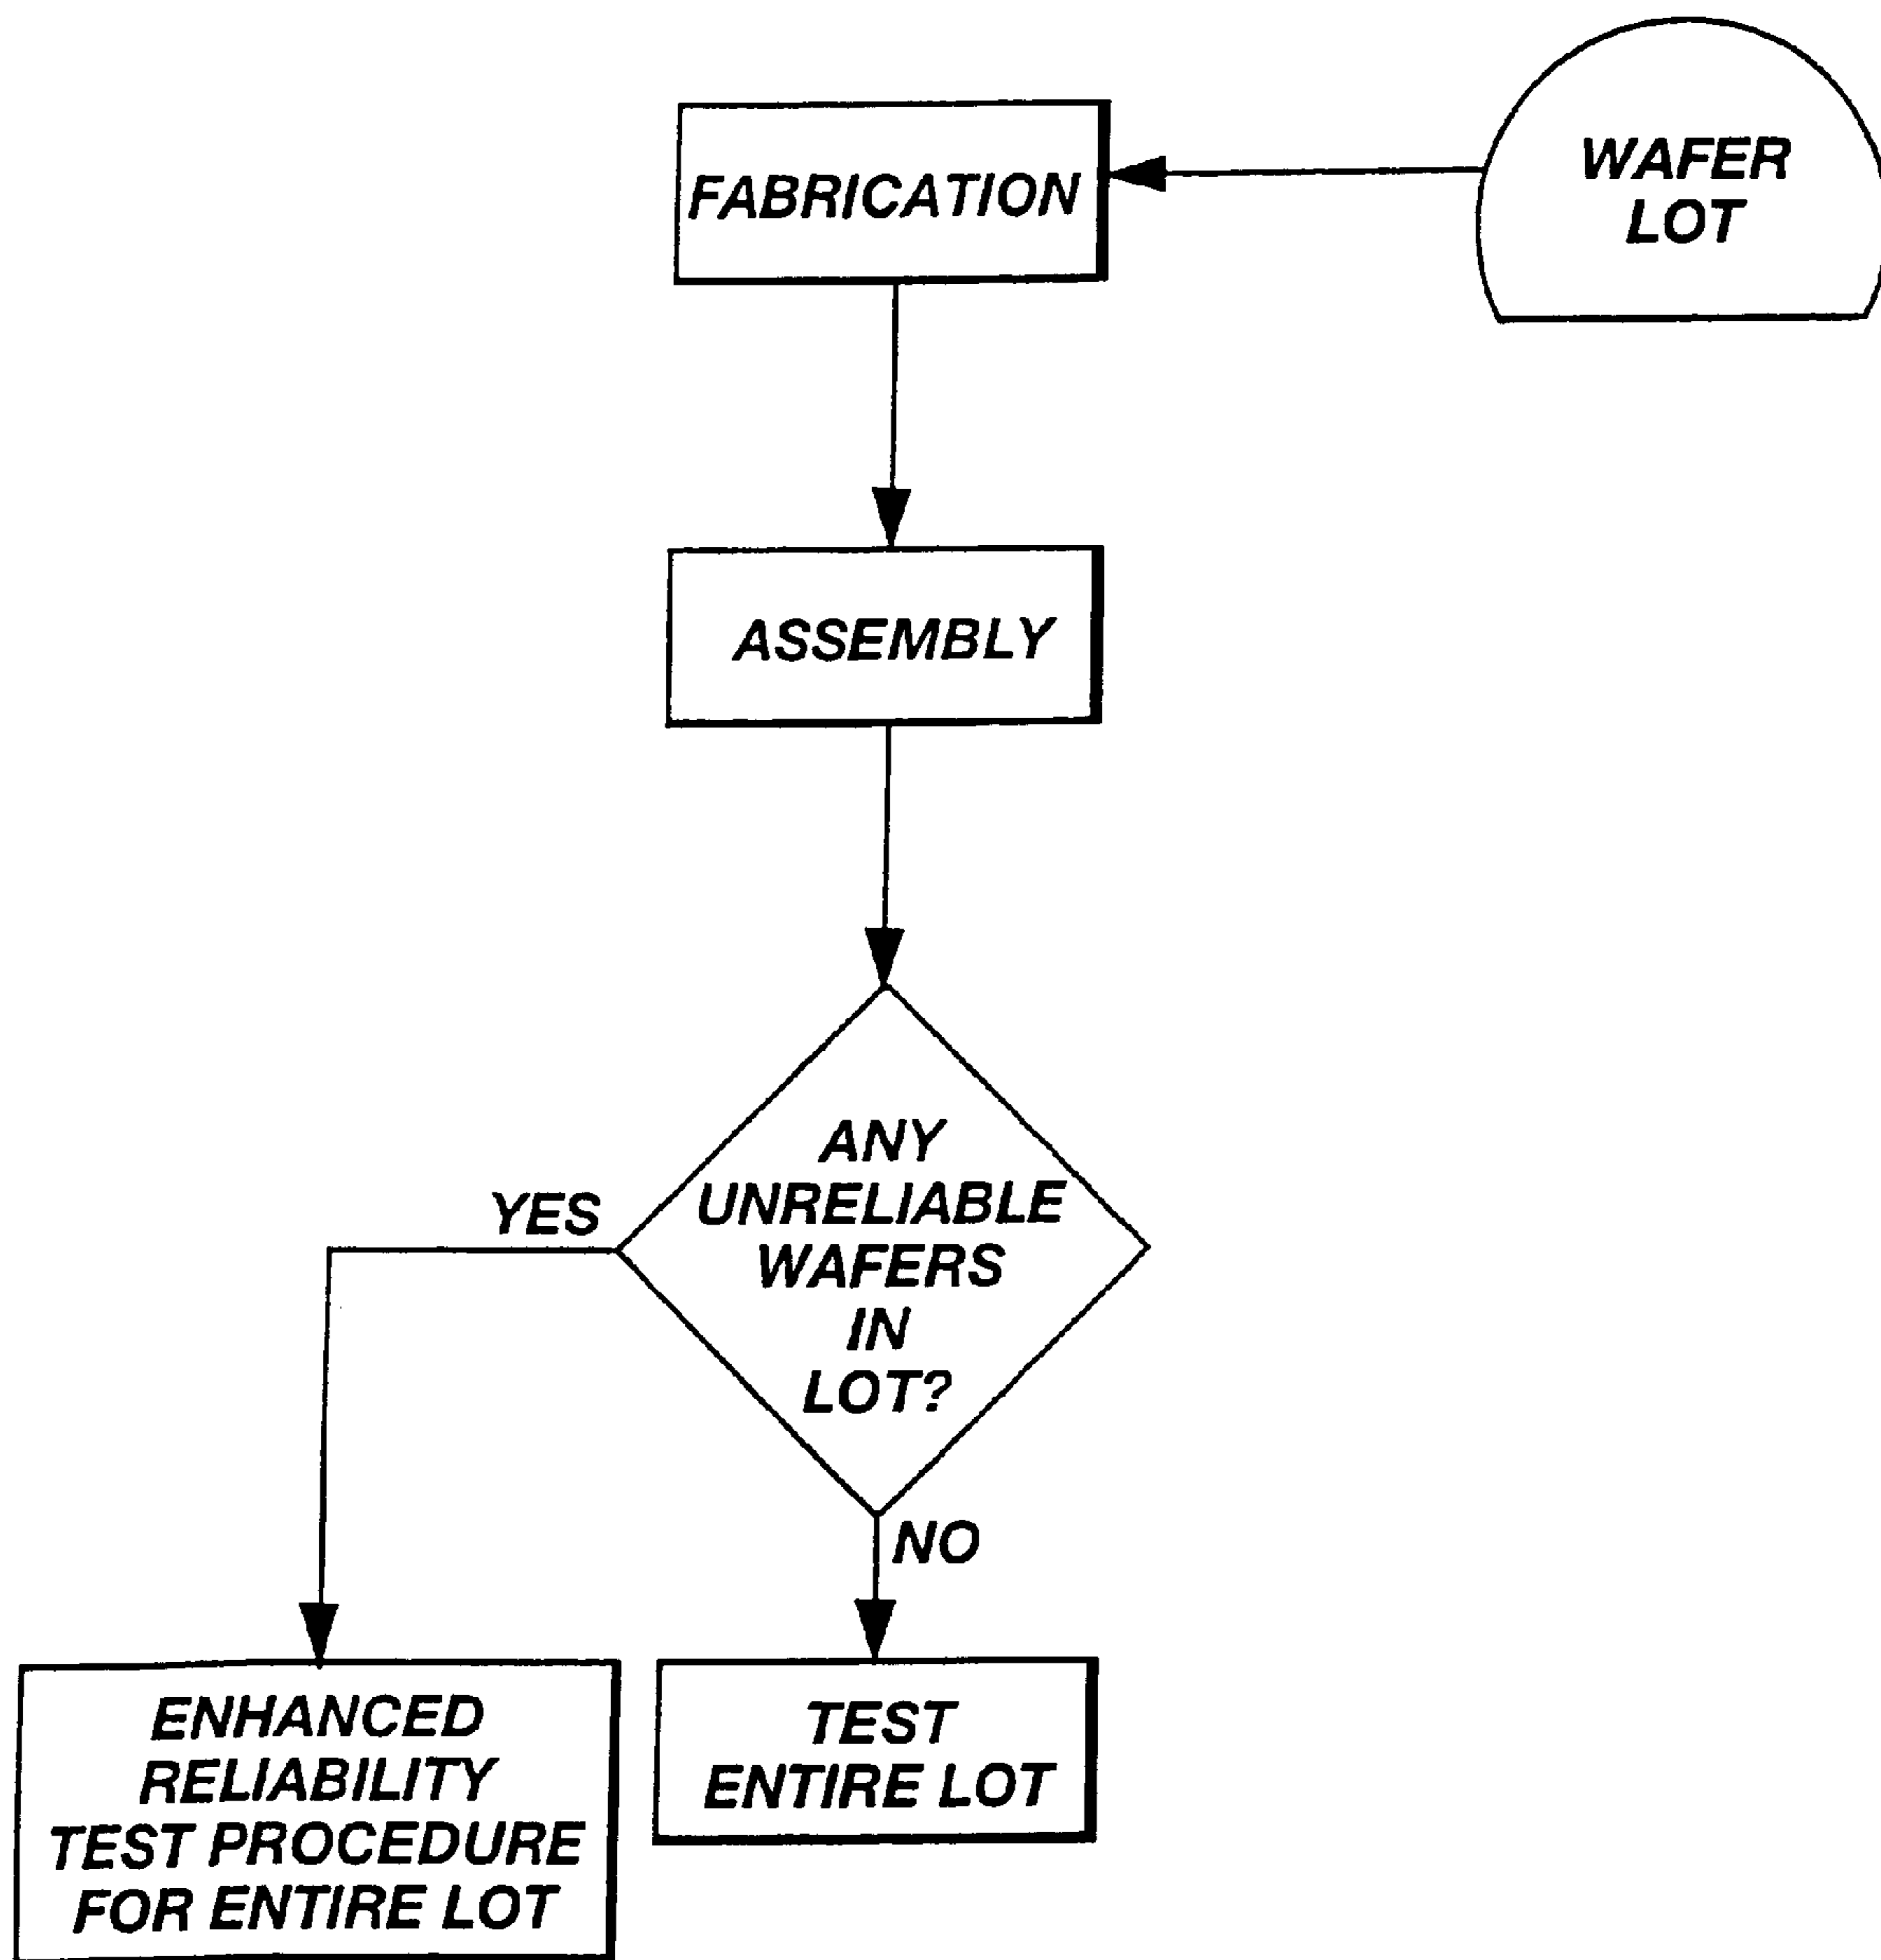 WAFER
LOT
FABRICATION
ASSEMBLY
ANY
UNRELIABLE
WAFERS
IN
LOT?
YES
NO
ENHANCED
RELIABILITY
TEST PROCEDURE
FOR ENTIRE LOT
TEST
ENTIRE LOT